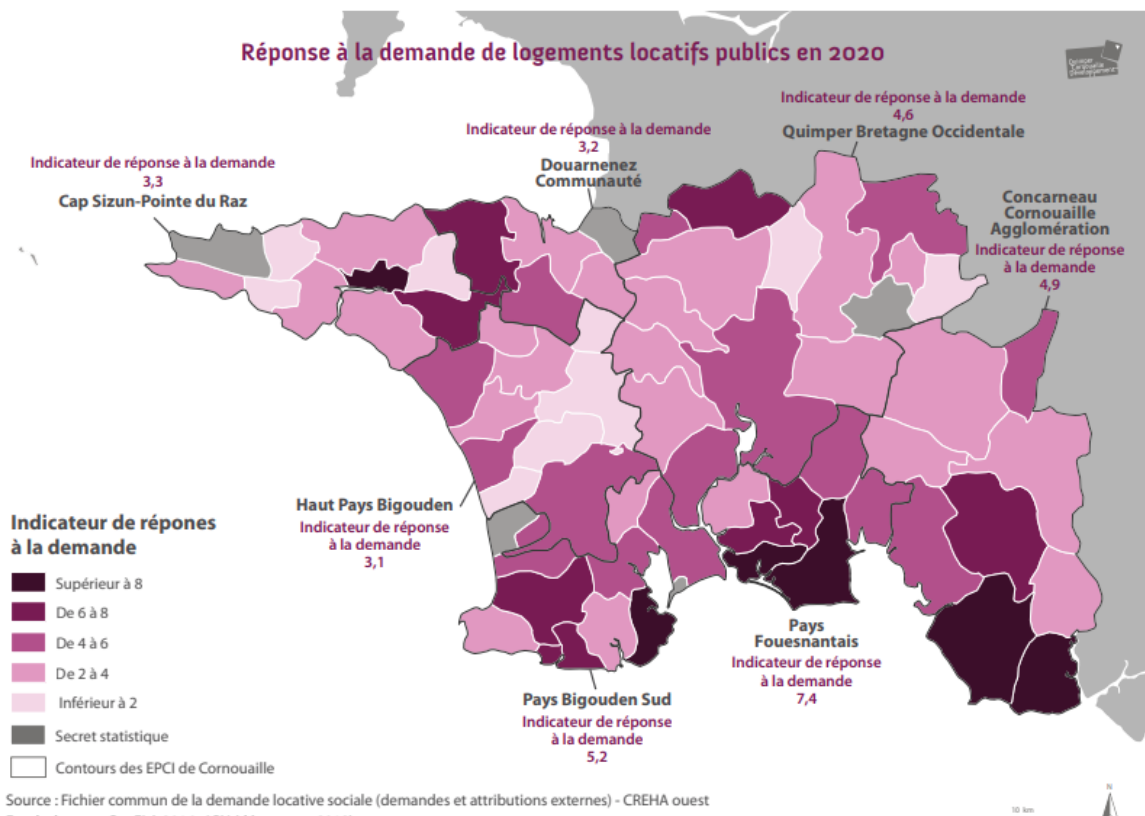 Réponse à la demande de logements locatifs publics en 2020
Quimper
Cornouaille
Développement
Indicateur de réponse à la demande
3,3
Cap Sizun-Pointe du Raz
Indicateur de réponse à la demande
3,2
Douarnenez
Communauté
Indicateur de réponse à la demande
4,6
Quimper Bretagne Occidentale
Concarneau
Cornouaille
Agglomération
Indicateur de réponse
à la demande
4,9
Haut Pays Bigouden
Indicateur de réponse
à la demande
3,1
Pays
Fouesnantais
Indicateur de réponse
à la demande
7,4
Pays Bigouden Sud
Indicateur de réponse
à la demande
5,2
Indicateur de répones
à la demande
Supérieur à 8
De 6 à 8
De 4 à 6
De 2 à 4
Inférieur à 2
Secret statistique
Contours des EPCI de Cornouaille
Source : Fichier commun de la demande locative sociale (demandes et attributions externes) - CREHA ouest
10 km
N